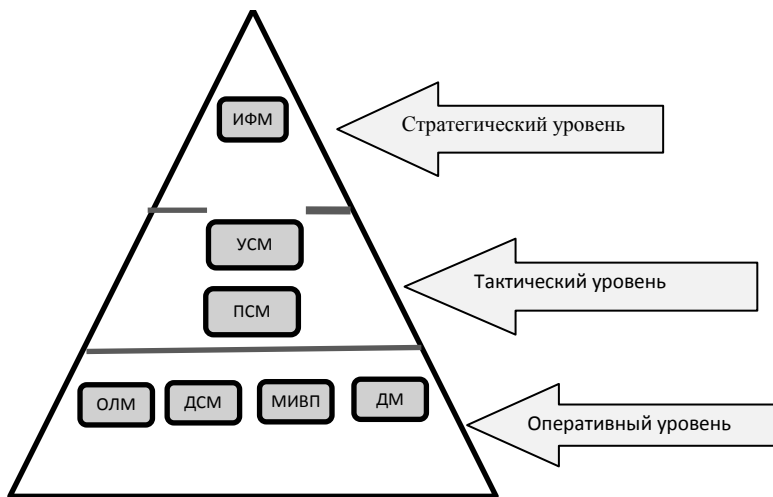 ИФМ
Стратегический уровень
УСМ
Тактический уровень
ПСМ
ОЛМ
ДСМ
МИВП
ДМ
Оперативный уровень